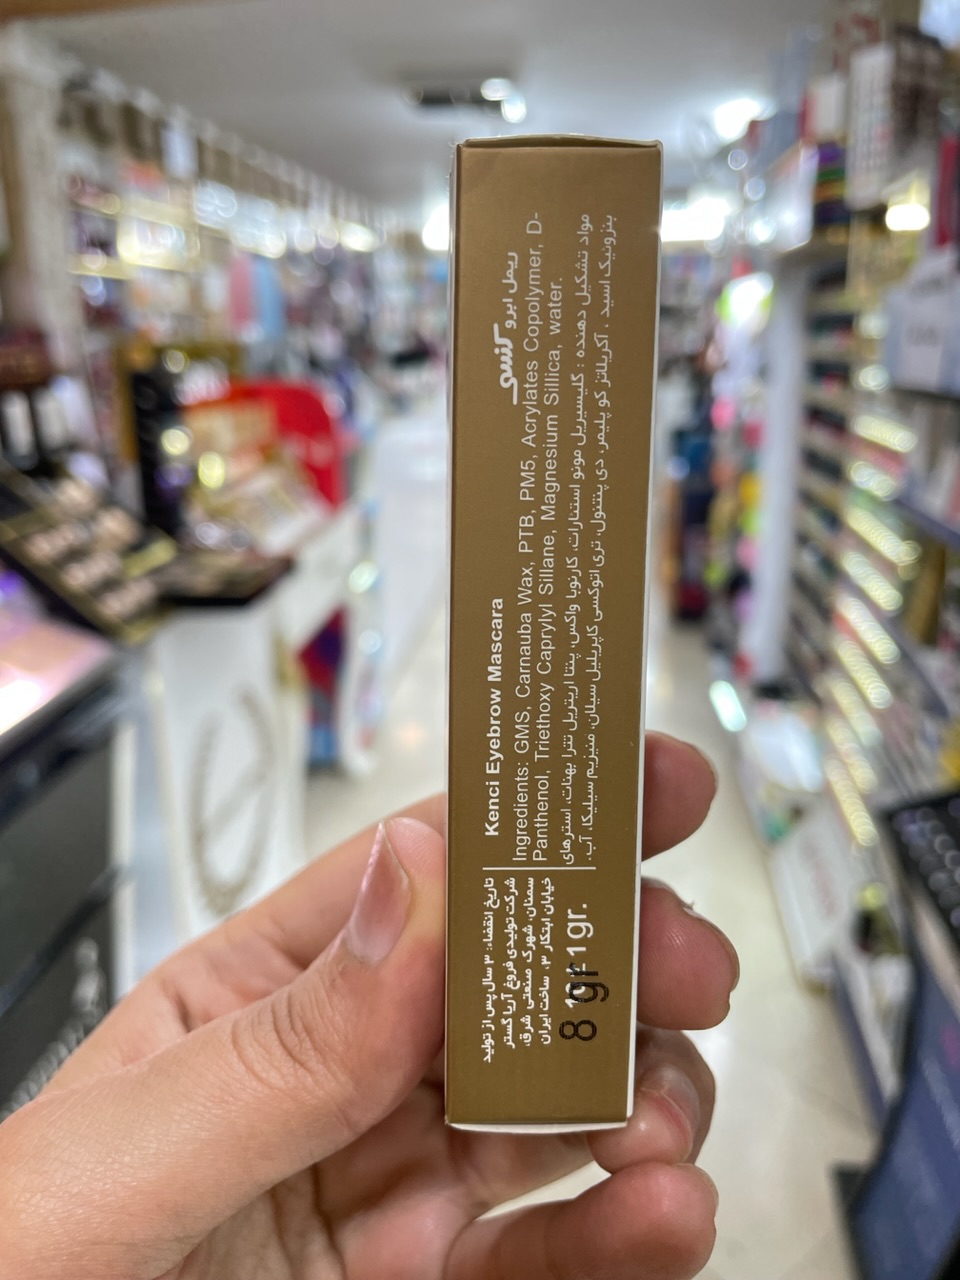 ریمل ابرو کنسی
Kenci Eyebrow Mascara
Ingredients: GMS, Carnauba Wax, PTB, PM5, Acrylates Copolymer, D-
Panthenol, Triethoxy Caprylyl Sillane, Magnesium Sillica, water.
مواد تشکیل دهنده : گلیسیریل مونو استئارات، کارنوبا واکس، پنتا اریتریل تترا بهنات، استرهای
بنزوئیک اسید ، آکریلاتز کو پلیمر، دی پنتنول، تری اتوکسی کاپریلیل سیلان، منیزیم سیلیکا، آب.
تاریخ انقضاء: ۳ سال پس از تولید
شرکت تولیدی فروغ آریا گستر
سمنان، شهرک صنعتی شرق،
خیابان ابتکار ۳، ساخت ایران
8 gr
11gr.